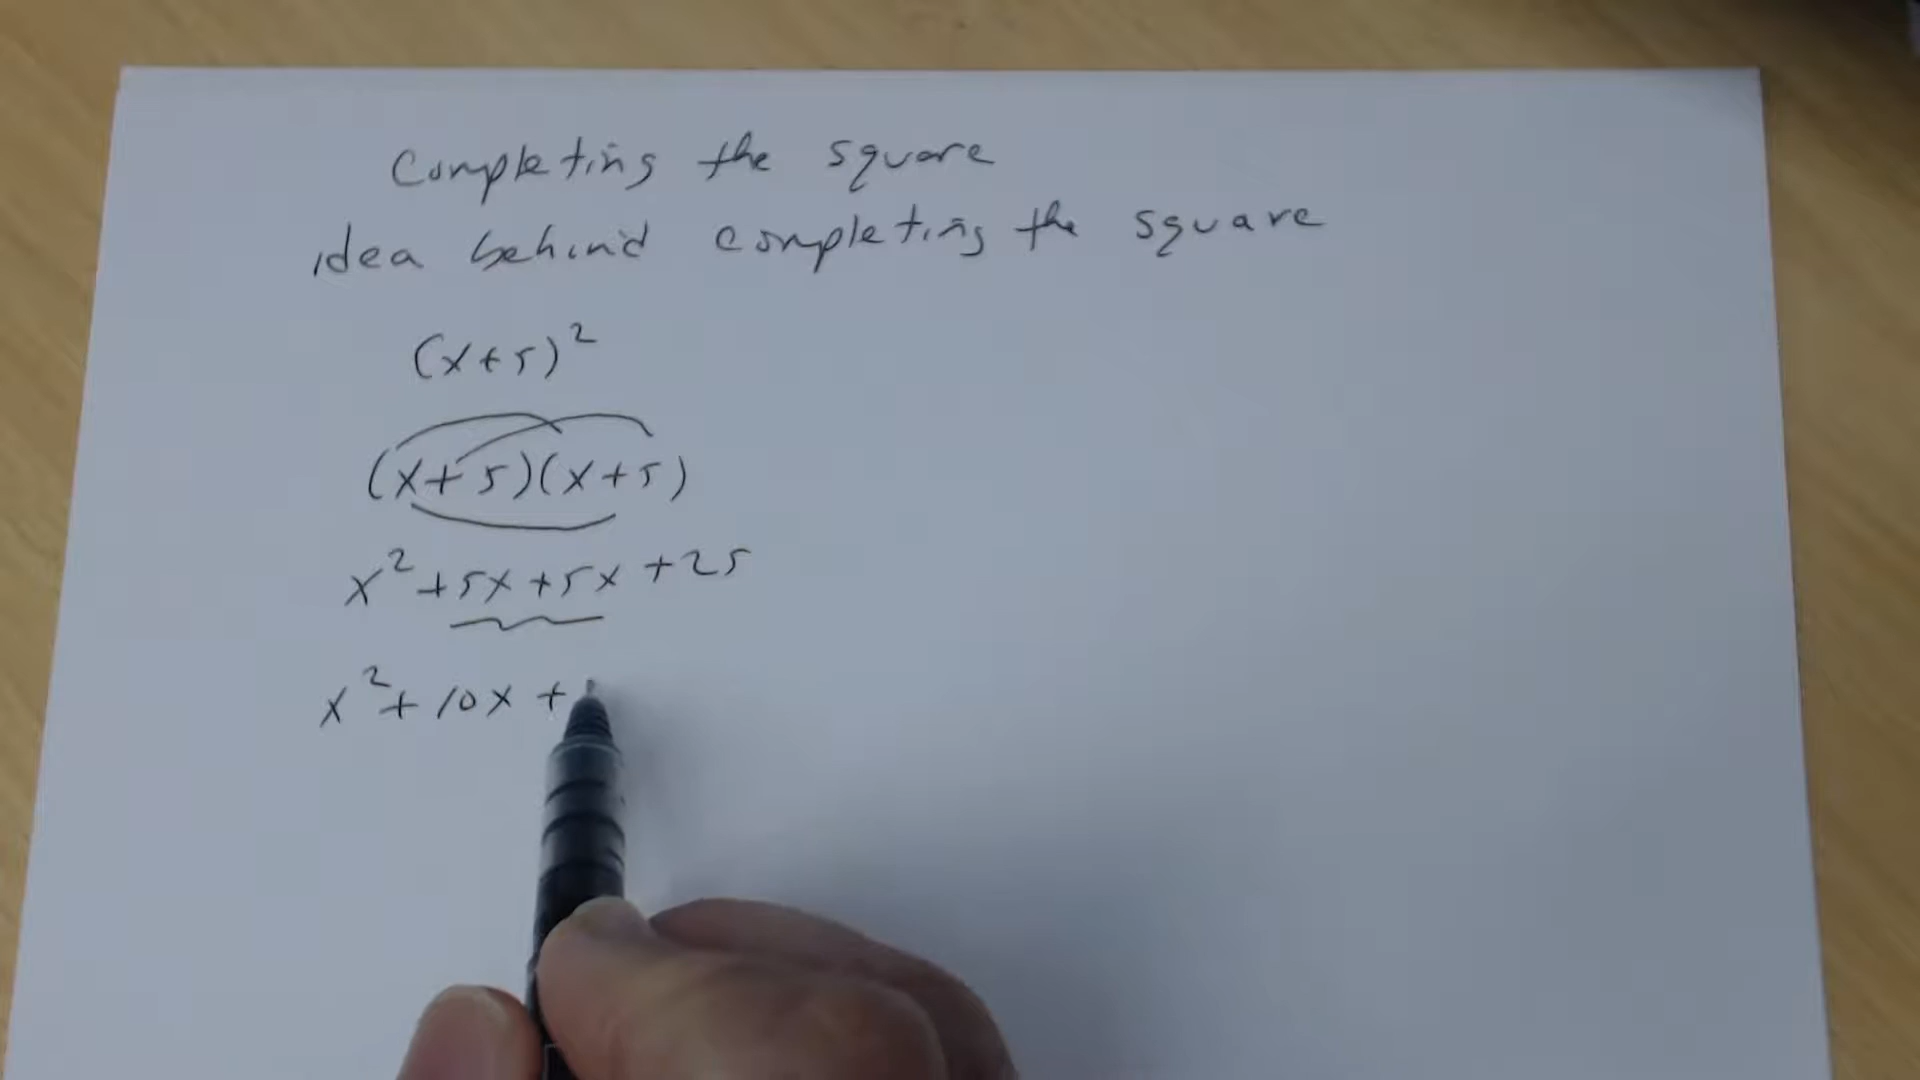 Completing the square
idea behind completing the square
(x+5)²
(x+5)(x+5)
x²+5x+5x+25
x²+10x+